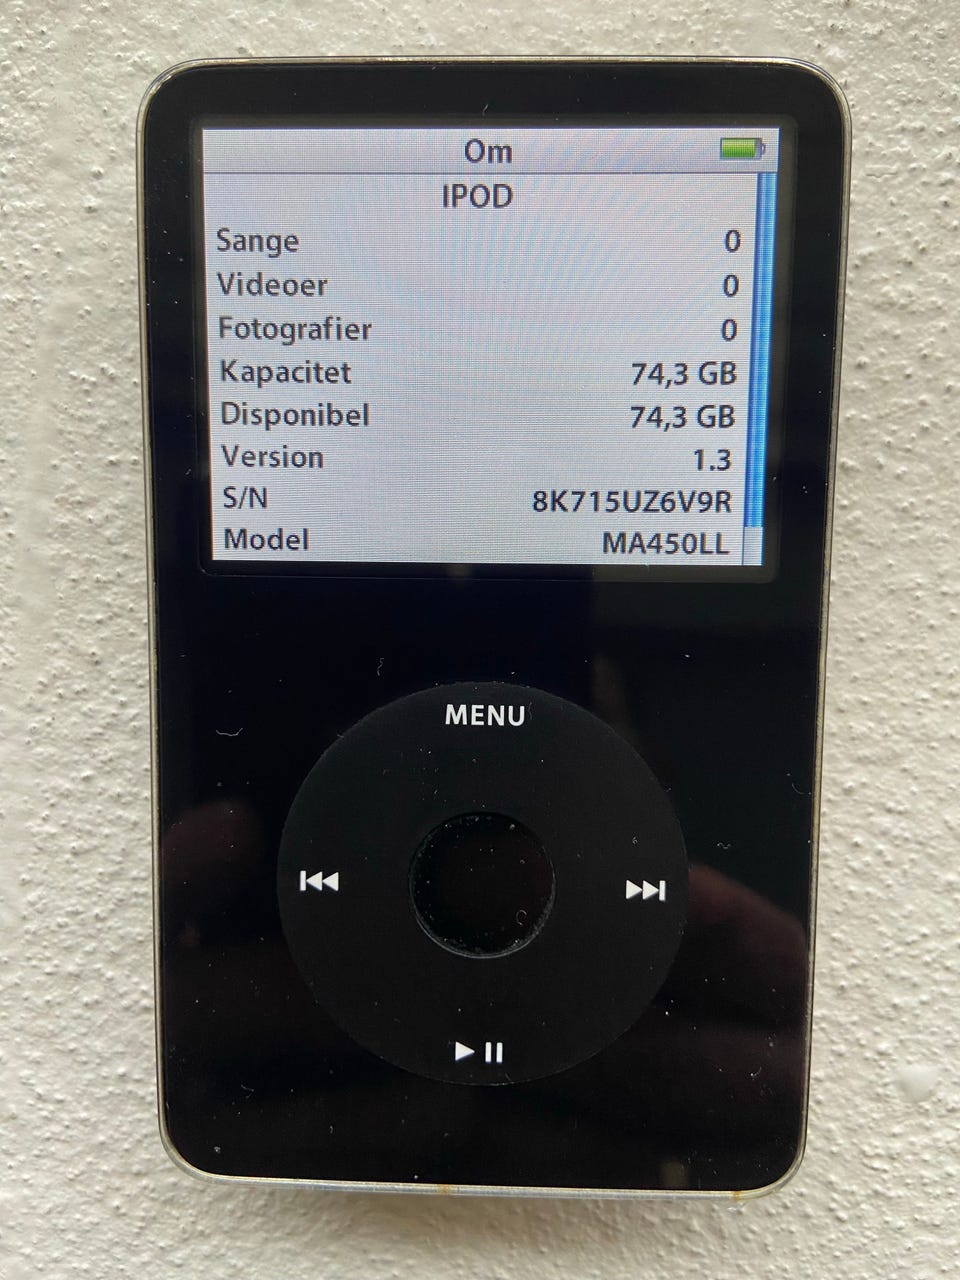 Om
IPOD
Sange 0
Videoer 0
Fotografier 0
Kapacitet 74,3 GB
Disponibel 74,3 GB
Version 1.3
S/N 8K715UZ6V9R
Model MA450LL
MENU